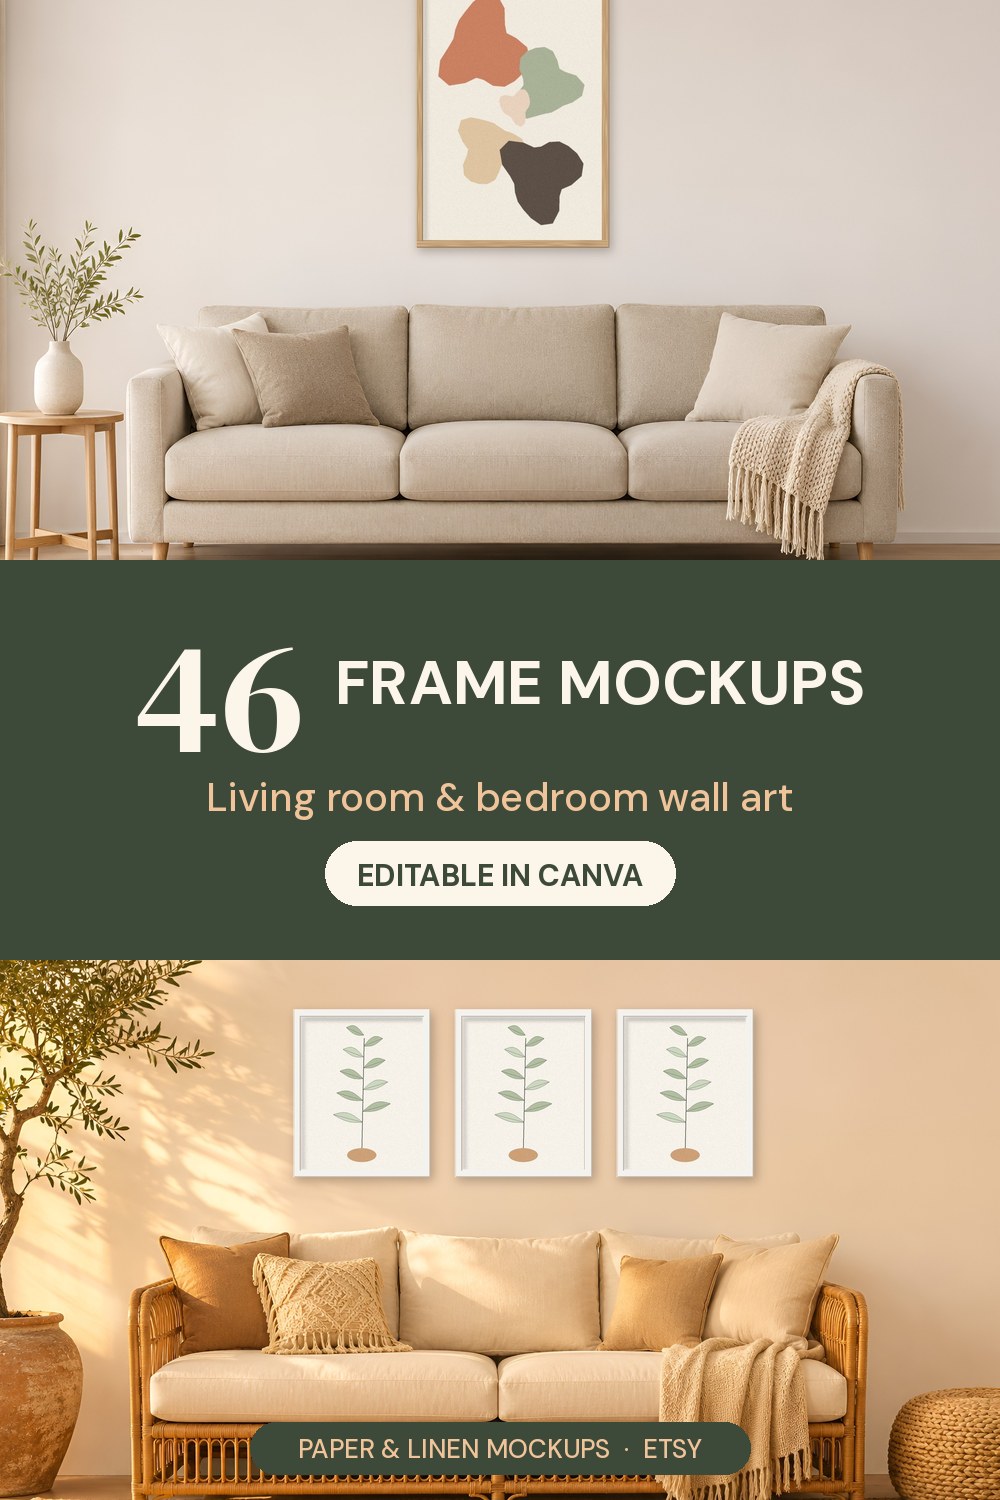 46 FRAME MOCKUPS
Living room & bedroom wall art
EDITABLE IN CANVA
PAPER & LINEN MOCKUPS · ETSY